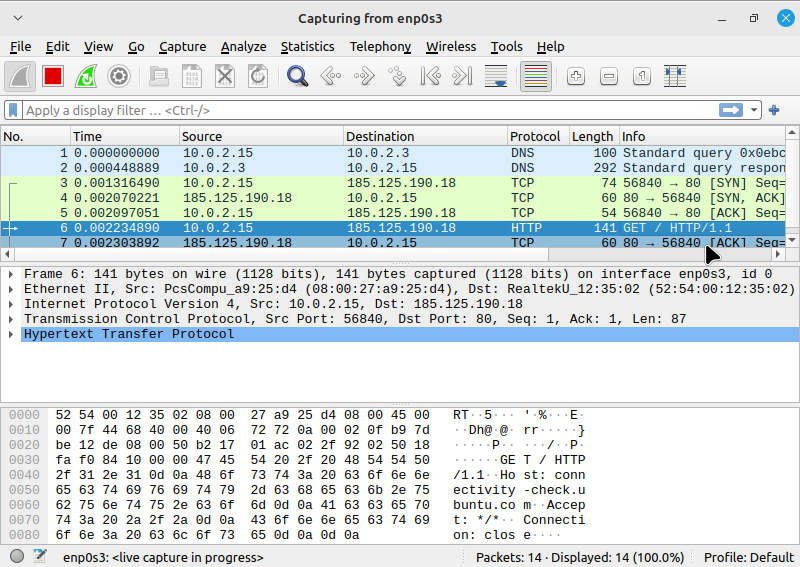 Capturing from enp0s3
File Edit View Go Capture Analyze Statistics Telephony Wireless Tools Help
Apply a display filter … <Ctrl-/>
No. Time Source Destination Protocol Length Info
1 0.000000000 10.0.2.15 10.0.2.3 DNS 100 Standard query 0x0ebc
2 0.000448889 10.0.2.3 10.0.2.15 DNS 292 Standard query respon
3 0.001316490 10.0.2.15 185.125.190.18 TCP 74 56840 → 80 [SYN] Seq=
4 0.002070221 185.125.190.18 10.0.2.15 TCP 60 80 → 56840 [SYN, ACK]
5 0.002097051 10.0.2.15 185.125.190.18 TCP 54 56840 → 80 [ACK] Seq=
6 0.002234890 10.0.2.15 185.125.190.18 HTTP 141 GET / HTTP/1.1
7 0.002303892 185.125.190.18 10.0.2.15 TCP 60 80 → 56840 [ACK] Seq=
Frame 6: 141 bytes on wire (1128 bits), 141 bytes captured (1128 bits) on interface enp0s3, id 0
Ethernet II, Src: PcsCompu_a9:25:d4 (08:00:27:a9:25:d4), Dst: RealtekU_12:35:02 (52:54:00:12:35:02)
Internet Protocol Version 4, Src: 10.0.2.15, Dst: 185.125.190.18
Transmission Control Protocol, Src Port: 56840, Dst Port: 80, Seq: 1, Ack: 1, Len: 87
Hypertext Transfer Protocol
0000 52 54 00 12 35 02 08 00 27 a9 25 d4 08 00 45 00 RT··5··· '·%···E·
0010 00 7f 44 68 40 00 40 06 72 72 0a 00 02 0f b9 7d ··Dh@·@· rr·····}
0020 be 12 de 08 00 50 b2 17 01 ac 02 2f 92 02 50 18 ·····P·· ···/··P·
0030 fa f0 84 10 00 00 47 45 54 20 2f 20 48 54 54 50 ······GE T / HTTP
0040 2f 31 2e 31 0d 0a 48 6f 73 74 3a 20 63 6f 6e 6e /1.1··Ho st: conn
0050 65 63 74 69 76 69 74 79 2d 63 68 65 63 6b 2e 75 ectivity -check.u
0060 62 75 6e 74 75 2e 63 6f 6d 0d 0a 41 63 63 65 70 buntu.co m··Accep
0070 74 3a 20 2a 2f 2a 0d 0a 43 6f 6e 6e 65 63 74 69 t: */*·· Connecti
0080 6f 6e 3a 20 63 6c 6f 73 65 0d 0a 0d 0a on: clos e····
enp0s3: <live capture in progress> Packets: 14 · Displayed: 14 (100.0%) Profile: Default